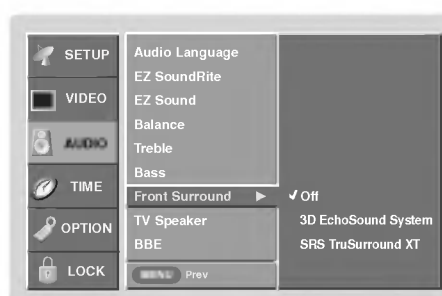 SETUP
VIDEO
AUDIO
TIME
OPTION
LOCK
Audio Language
EZ SoundRite
EZ Sound
Balance
Treble
Bass
Front Surround
TV Speaker
BBE
MENU Prev
Off
3D EchoSound System
SRS TruSurround XT